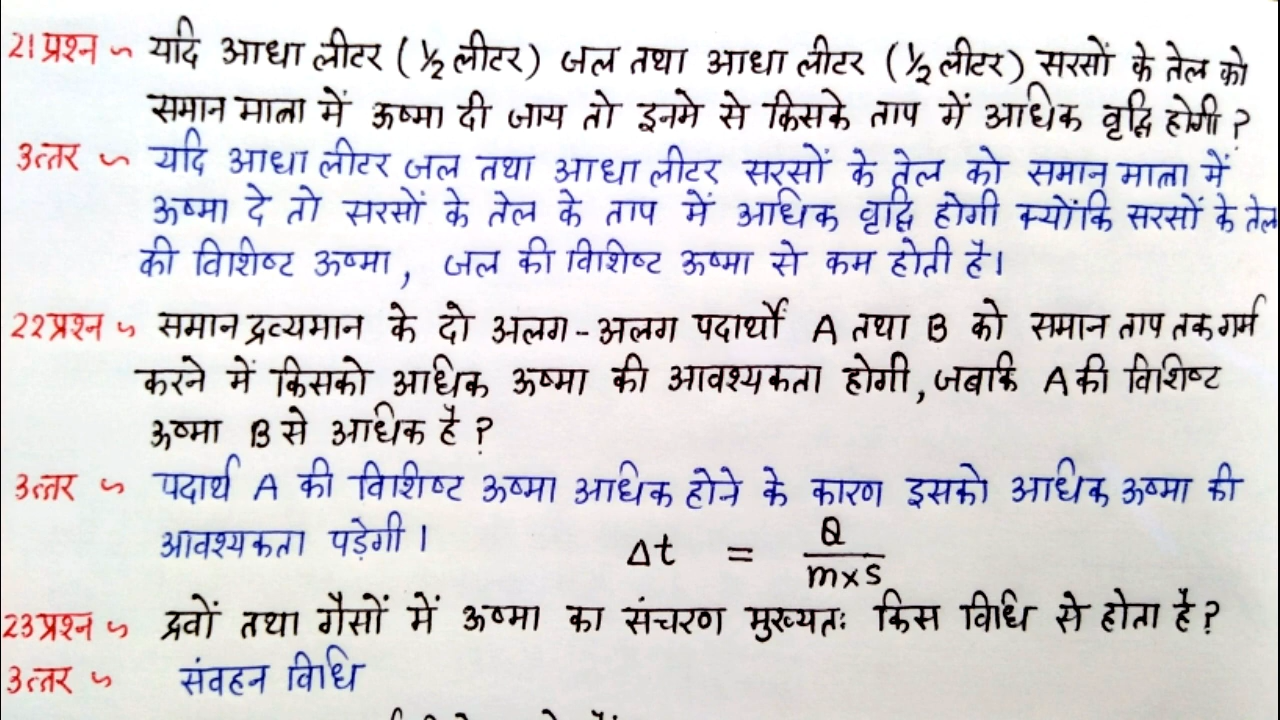 21 प्रश्न ~ यदि आधा लीटर (1/2 लीटर) जल तथा आधा लीटर (1/2 लीटर) सरसों के तेल को
समान मात्रा में ऊष्मा दी जाय तो इनमे से किसके ताप में अधिक वृद्धि होगी ?
उत्तर ~ यदि आधा लीटर जल तथा आधा लीटर सरसों के तेल को समान मात्रा में
ऊष्मा दे तो सरसों के तेल के ताप में अधिक वृद्धि होगी क्योंकि सरसों के तेल
की विशिष्ट ऊष्मा, जल की विशिष्ट ऊष्मा से कम होती है।
22 प्रश्न ~ समान द्रव्यमान के दो अलग-अलग पदार्थों A तथा B को समान ताप तक गर्म
करने में किसको अधिक ऊष्मा की आवश्यकता होगी, जबकि A की विशिष्ट
ऊष्मा B से अधिक है ?
उत्तर ~ पदार्थ A की विशिष्ट ऊष्मा अधिक होने के कारण इसको अधिक ऊष्मा की
आवश्यकता पड़ेगी।
Δt = Q / m×s
23 प्रश्न ~ द्रवों तथा गैसों में ऊष्मा का संचरण मुख्यतः किस विधि से होता है ?
उत्तर ~ संवहन विधि